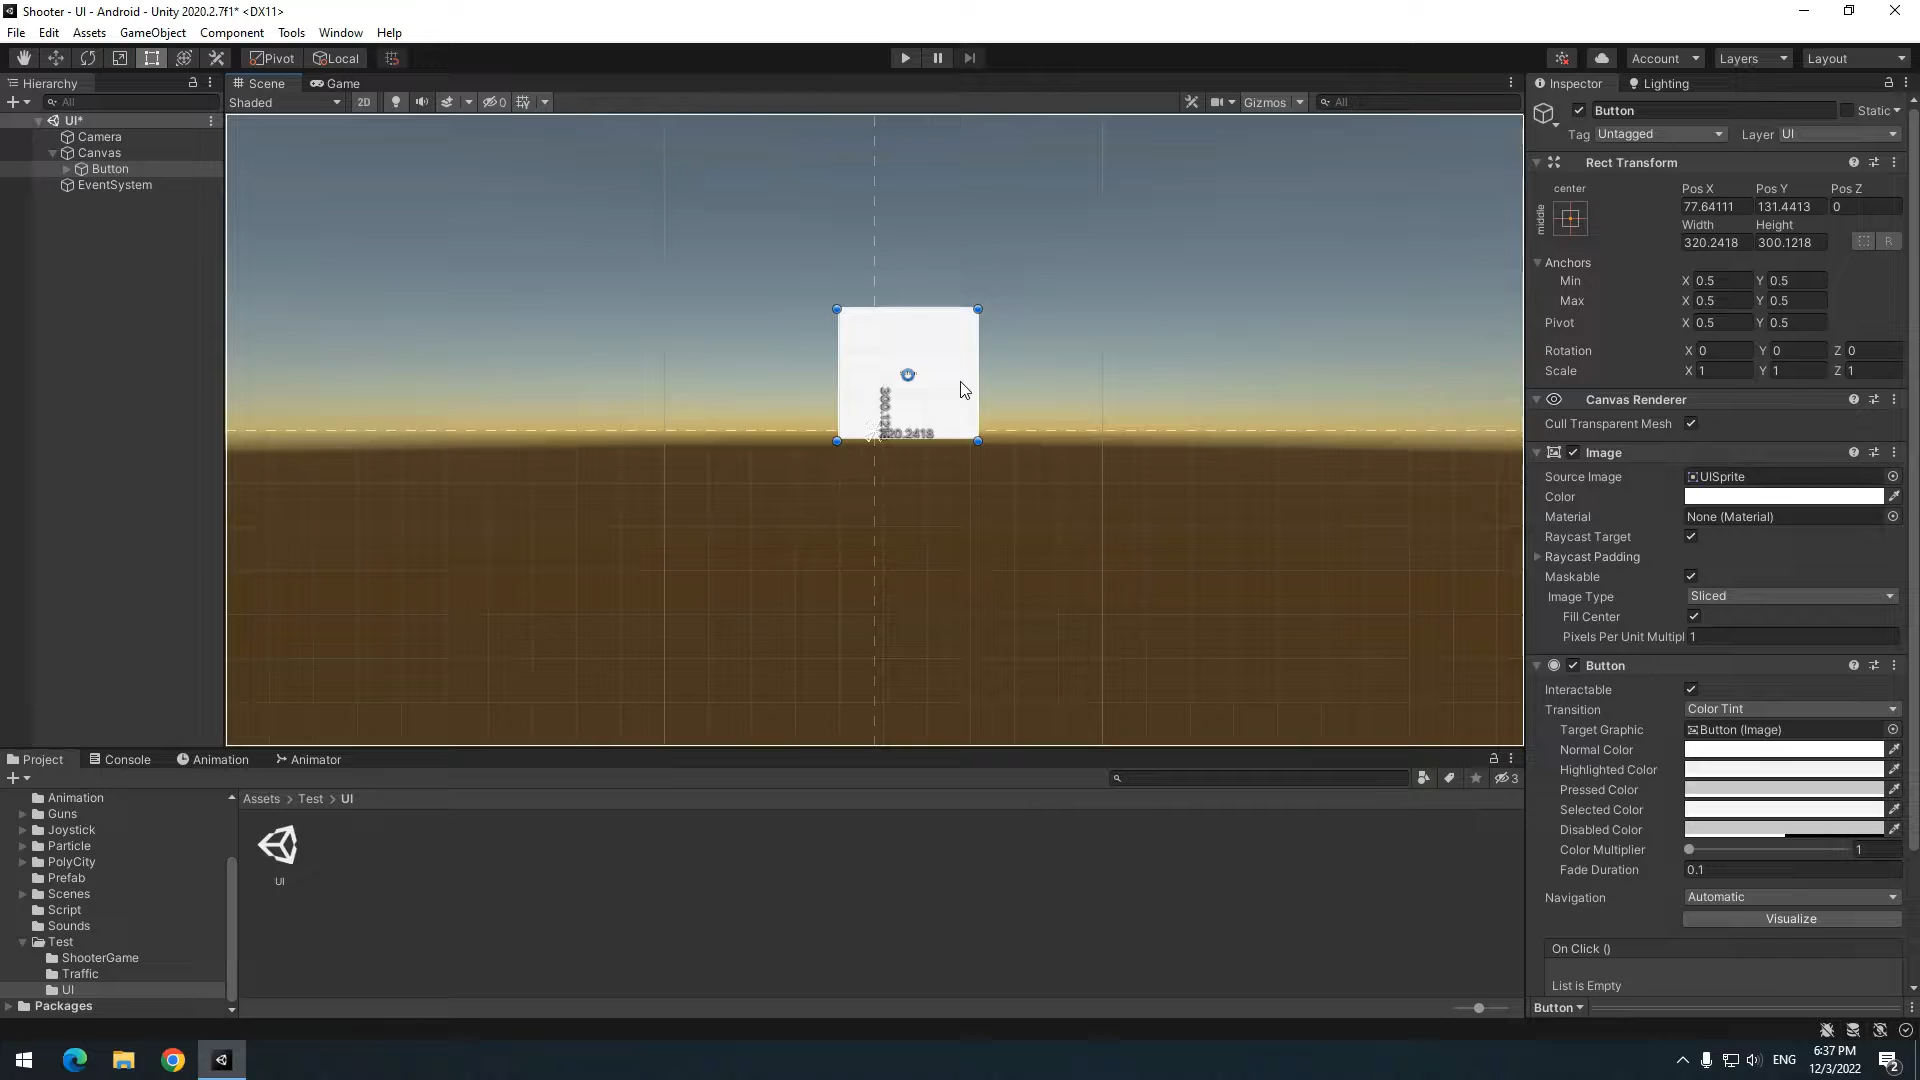 Shooter - UI - Android - Unity 2020.2.7f1* <DX11>
File Edit Assets GameObject Component Tools Window Help
Pivot Local Account Layers Layout
Hierarchy
All
UI*
Camera
Canvas
Button
EventSystem
Scene Game
Shaded 2D 0 Gizmos All
300.12
20.2418
Inspector Lighting
Button Static
Tag Untagged Layer UI
Rect Transform
center
middle
Pos X Pos Y Pos Z
77.64111 131.4413 0
Width Height
320.2418 300.1218 R
Anchors
Min X 0.5 Y 0.5
Max X 0.5 Y 0.5
Pivot X 0.5 Y 0.5
Rotation X 0 Y 0 Z 0
Scale X 1 Y 1 Z 1
Canvas Renderer
Cull Transparent Mesh
Image
Source Image UISprite
Color
Material None (Material)
Raycast Target
Raycast Padding
Maskable
Image Type Sliced
Fill Center
Pixels Per Unit Multipl 1
Button
Interactable
Transition Color Tint
Target Graphic Button (Image)
Normal Color
Highlighted Color
Pressed Color
Selected Color
Disabled Color
Color Multiplier 1
Fade Duration 0.1
Navigation Automatic
Visualize
On Click ()
List is Empty
Button
Project Console Animation Animator
3
Animation
Guns
Joystick
Particle
PolyCity
Prefab
Scenes
Script
Sounds
Test
ShooterGame
Traffic
UI
Packages
Assets > Test > UI
UI
ENG
6:37 PM
12/3/2022
2